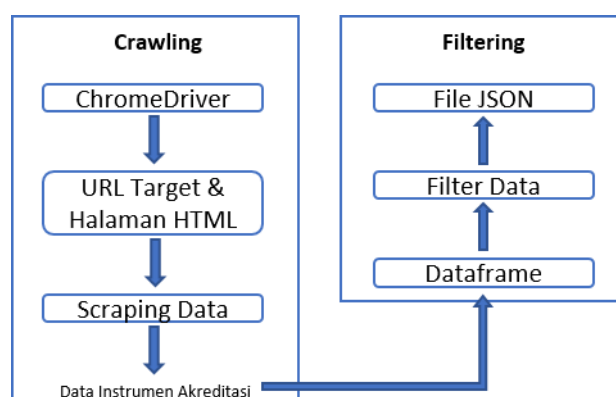 Crawling
ChromeDriver
URL Target &
Halaman HTML
Scraping Data
Data Instrumen Akreditasi
Filtering
File JSON
Filter Data
Dataframe